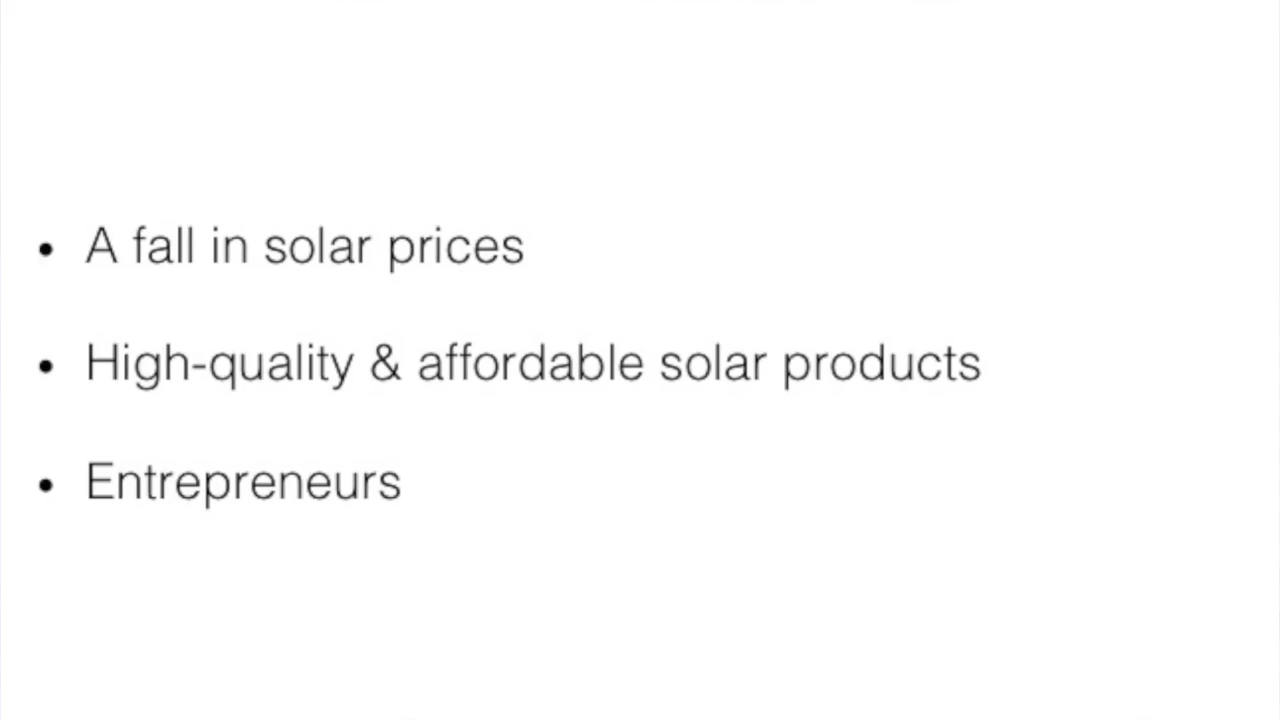 • A fall in solar prices
• High-quality & affordable solar products
• Entrepreneurs